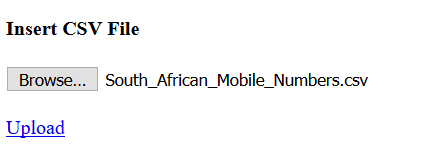 Insert CSV File
Browse... South_African_Mobile_Numbers.csv
Upload